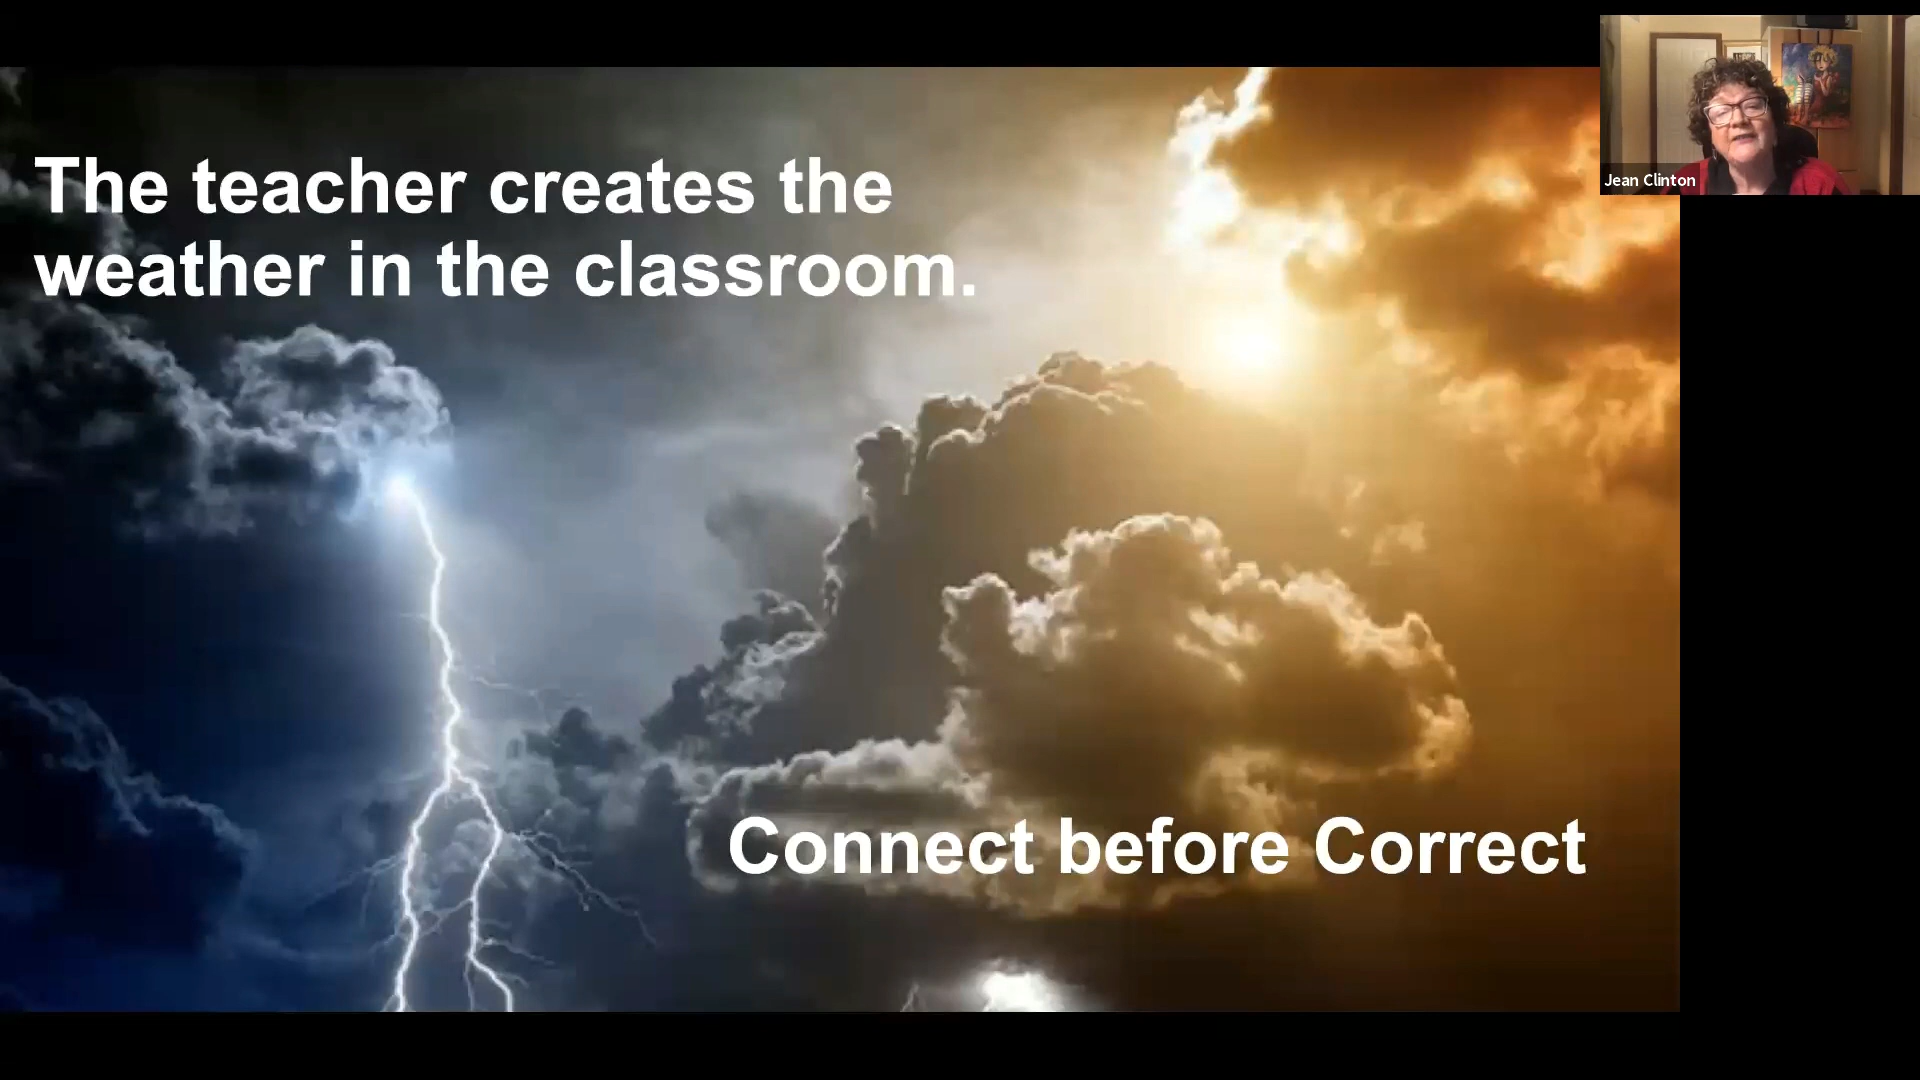 The teacher creates the
weather in the classroom.
Connect before Correct
Jean Clinton